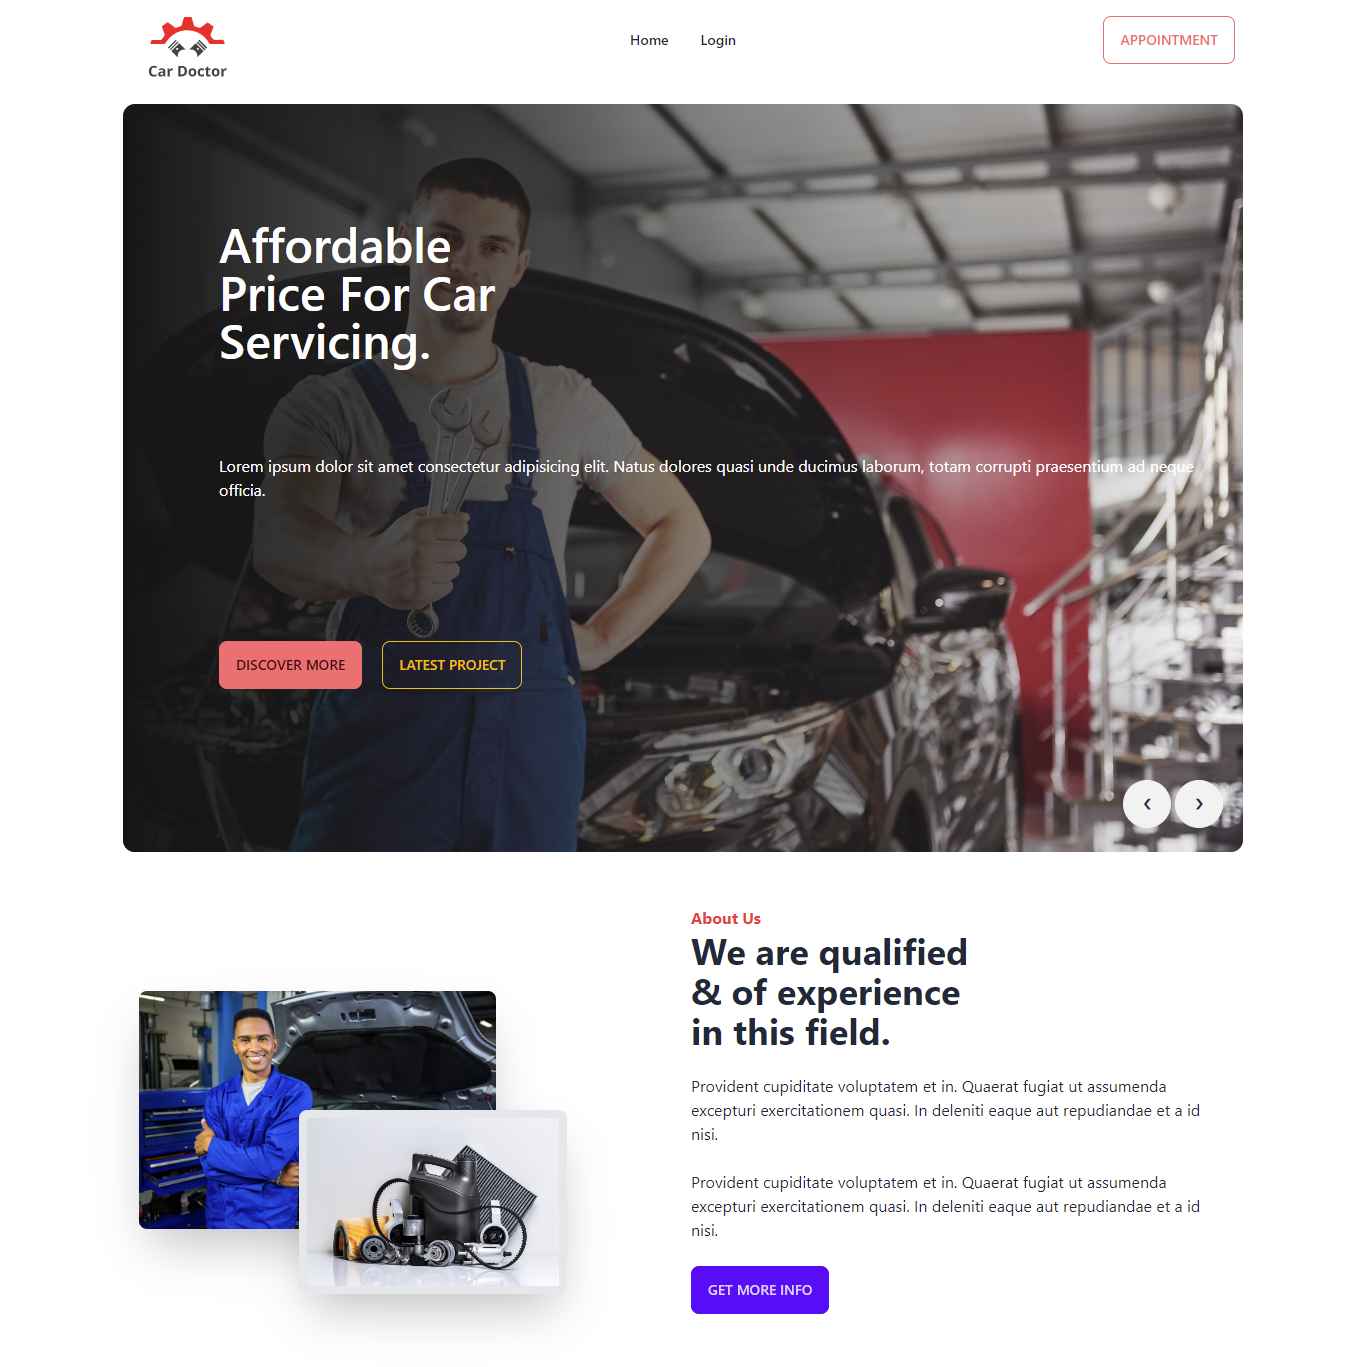 Car Doctor
Home
Login
APPOINTMENT
Affordable
Price For Car
Servicing.
Lorem ipsum dolor sit amet consectetur adipisicing elit. Natus dolores quasi unde ducimus laborum, totam corrupti praesentium ad neque
officia.
DISCOVER MORE
LATEST PROJECT
❮
❯
About Us
We are qualified
& of experience
in this field.
Provident cupiditate voluptatem et in. Quaerat fugiat ut assumenda
excepturi exercitationem quasi. In deleniti eaque aut repudiandae et a id
nisi.
Provident cupiditate voluptatem et in. Quaerat fugiat ut assumenda
excepturi exercitationem quasi. In deleniti eaque aut repudiandae et a id
nisi.
GET MORE INFO